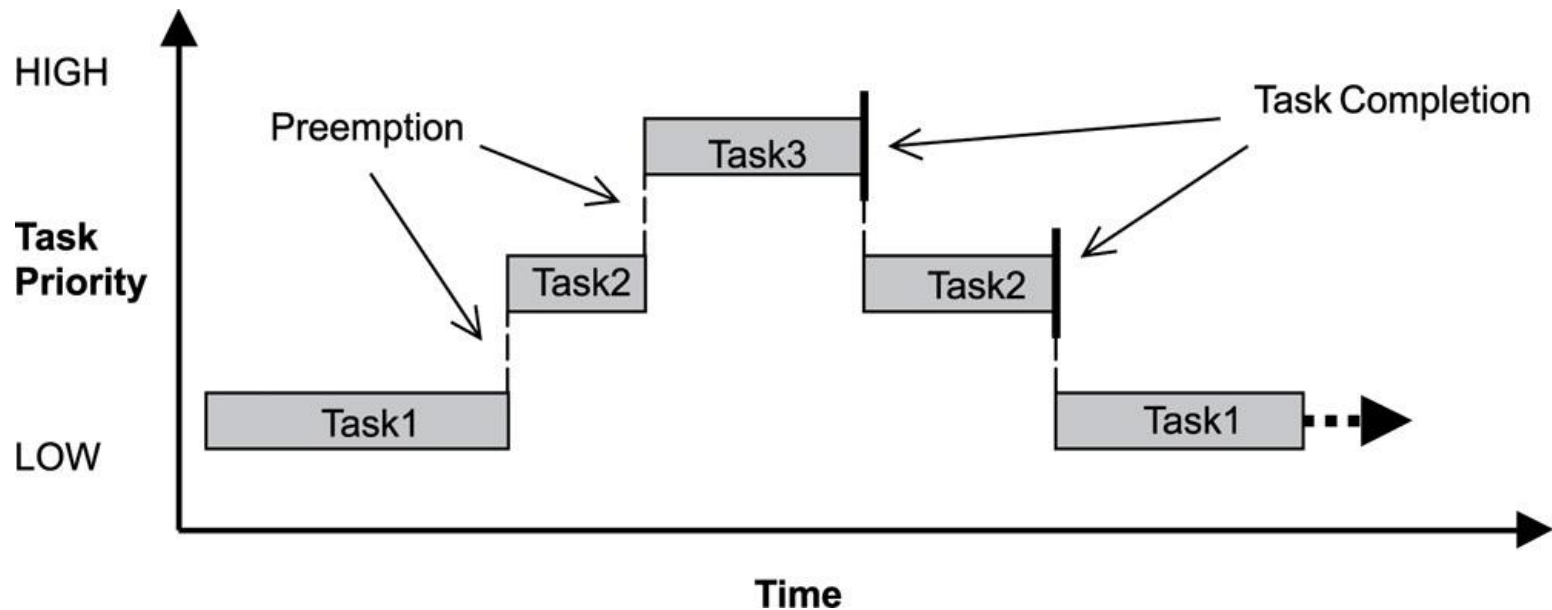 HIGH
Preemption
Task Completion
Task3
Task
Priority
Task2
Task2
Task1
Task1
LOW
Time